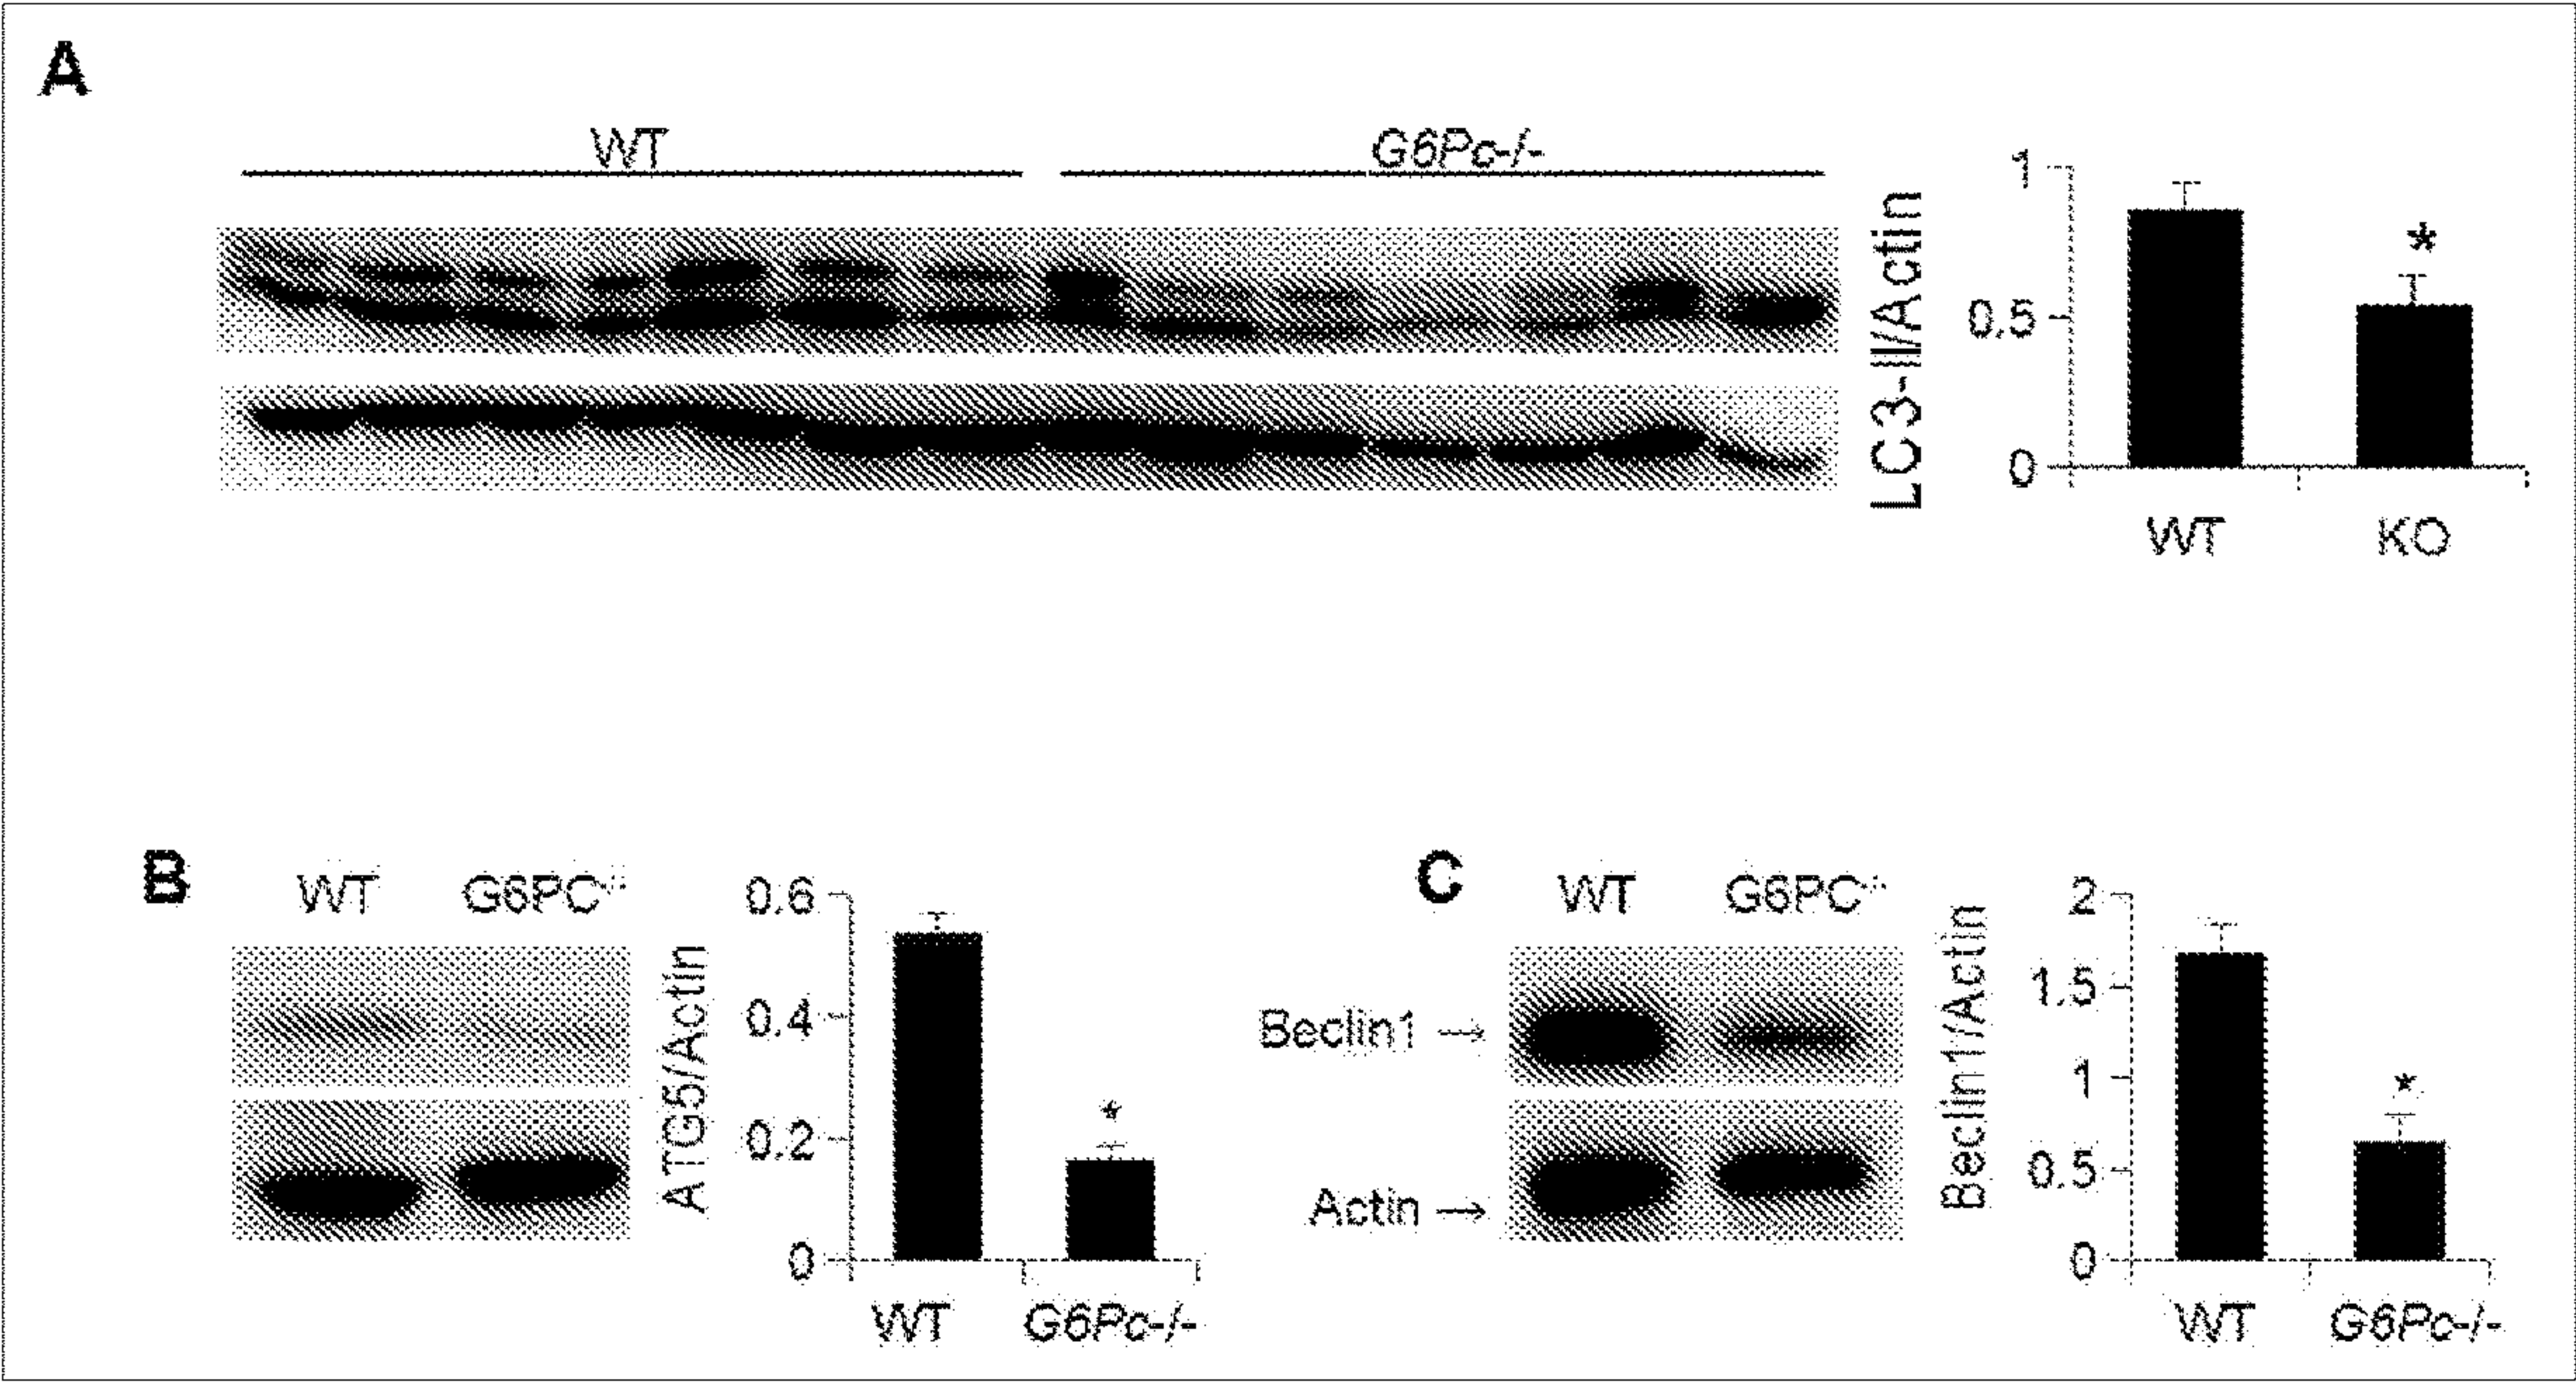 A
WT
G6Pc-/-
LC3-II/Actin
1
0.5
0
*
WT
KO
B
WT
G6PC-/-
ATG5/Actin
0.6
0.4
0.2
0
*
WT
G6Pc-/-
C
WT
G6PC-/-
Beclin1 →
Actin →
Beclin1/Actin
2
1.5
1
0.5
0
*
WT
G6Pc-/-